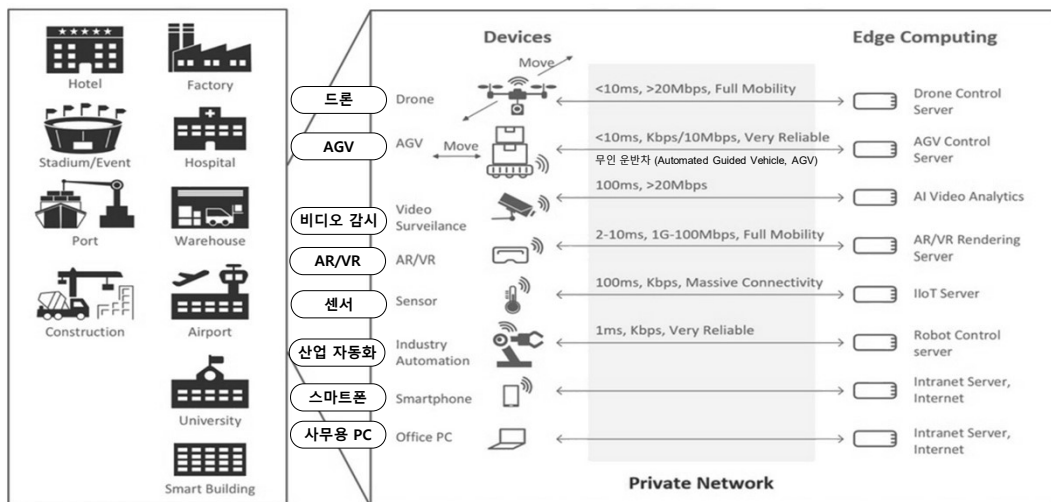 Hotel
Factory
Stadium/Event
Hospital
Port
Warehouse
Construction
Airport
University
Smart Building
Devices
Edge Computing
Move
드론
Drone
<10ms, >20Mbps, Full Mobility
Drone Control
Server
AGV
AGV
Move
<10ms, Kbps/10Mbps, Very Reliable
무인 운반차 (Automated Guided Vehicle, AGV)
AGV Control
Server
비디오 감시
Video
Surveilance
100ms, >20Mbps
AI Video Analytics
AR/VR
AR/VR
2-10ms, 1G-100Mbps, Full Mobility
AR/VR Rendering
Server
센서
Sensor
100ms, Kbps, Massive Connectivity
IIoT Server
산업 자동화
Industry
Automation
1ms, Kbps, Very Reliable
Robot Control
server
스마트폰
Smartphone
Intranet Server,
Internet
사무용 PC
Office PC
Intranet Server,
Internet
Private Network